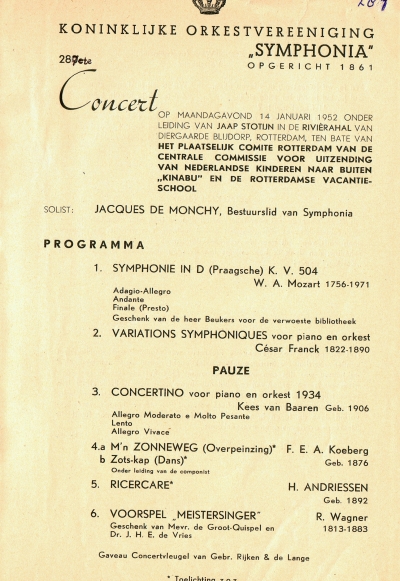 287
KONINKLIJKE ORKESTVEREENIGING
„SYMPHONIA"
OPGERICHT 1861
287ete
Concert
OP MAANDAGAVOND 14 JANUARI 1952 ONDER
LEIDING VAN JAAP STOTIJN IN DE RIVIÈRAHAL VAN
DIERGAARDE BLIJDORP, ROTTERDAM, TEN BATE VAN
HET PLAATSELIJK COMITE ROTTERDAM VAN DE
CENTRALE COMMISSIE VOOR UITZENDING
VAN NEDERLANDSE KINDEREN NAAR BUITEN
„KINABU" EN DE ROTTERDAMSE VACANTIE-
SCHOOL
SOLIST: JACQUES DE MONCHY, Bestuurslid van Symphonia
PROGRAMMA
1. SYMPHONIE IN D (Praagsche) K. V. 504
W. A. Mozart 1756-1971
Adagio-Allegro
Andante
Finale (Presto)
Geschenk van de heer Beukers voor de verwoeste bibliotheek
2. VARIATIONS SYMPHONIQUES voor piano en orkest
César Franck 1822-1890
PAUZE
3. CONCERTINO voor piano en orkest 1934
Kees van Baaren Geb. 1906
Allegro Moderato e Molto Pesante
Lento
Allegro Vivace
4.a M'n ZONNEWEG (Overpeinzing)* F. E. A. Koeberg
b Zots-kap (Dans)* Geb. 1876
Onder leiding van de componist
5. RICERCARE* H. ANDRIESSEN
Geb. 1892
6. VOORSPEL „MEISTERSINGER" R. Wagner
Geschenk van Mevr. de Groot-Quispel en 1813-1883
Dr. J. H. E. de Vries
Gaveau Concertvleugel van Gebr. Rijken & de Lange
* Toelichting z.o.z.